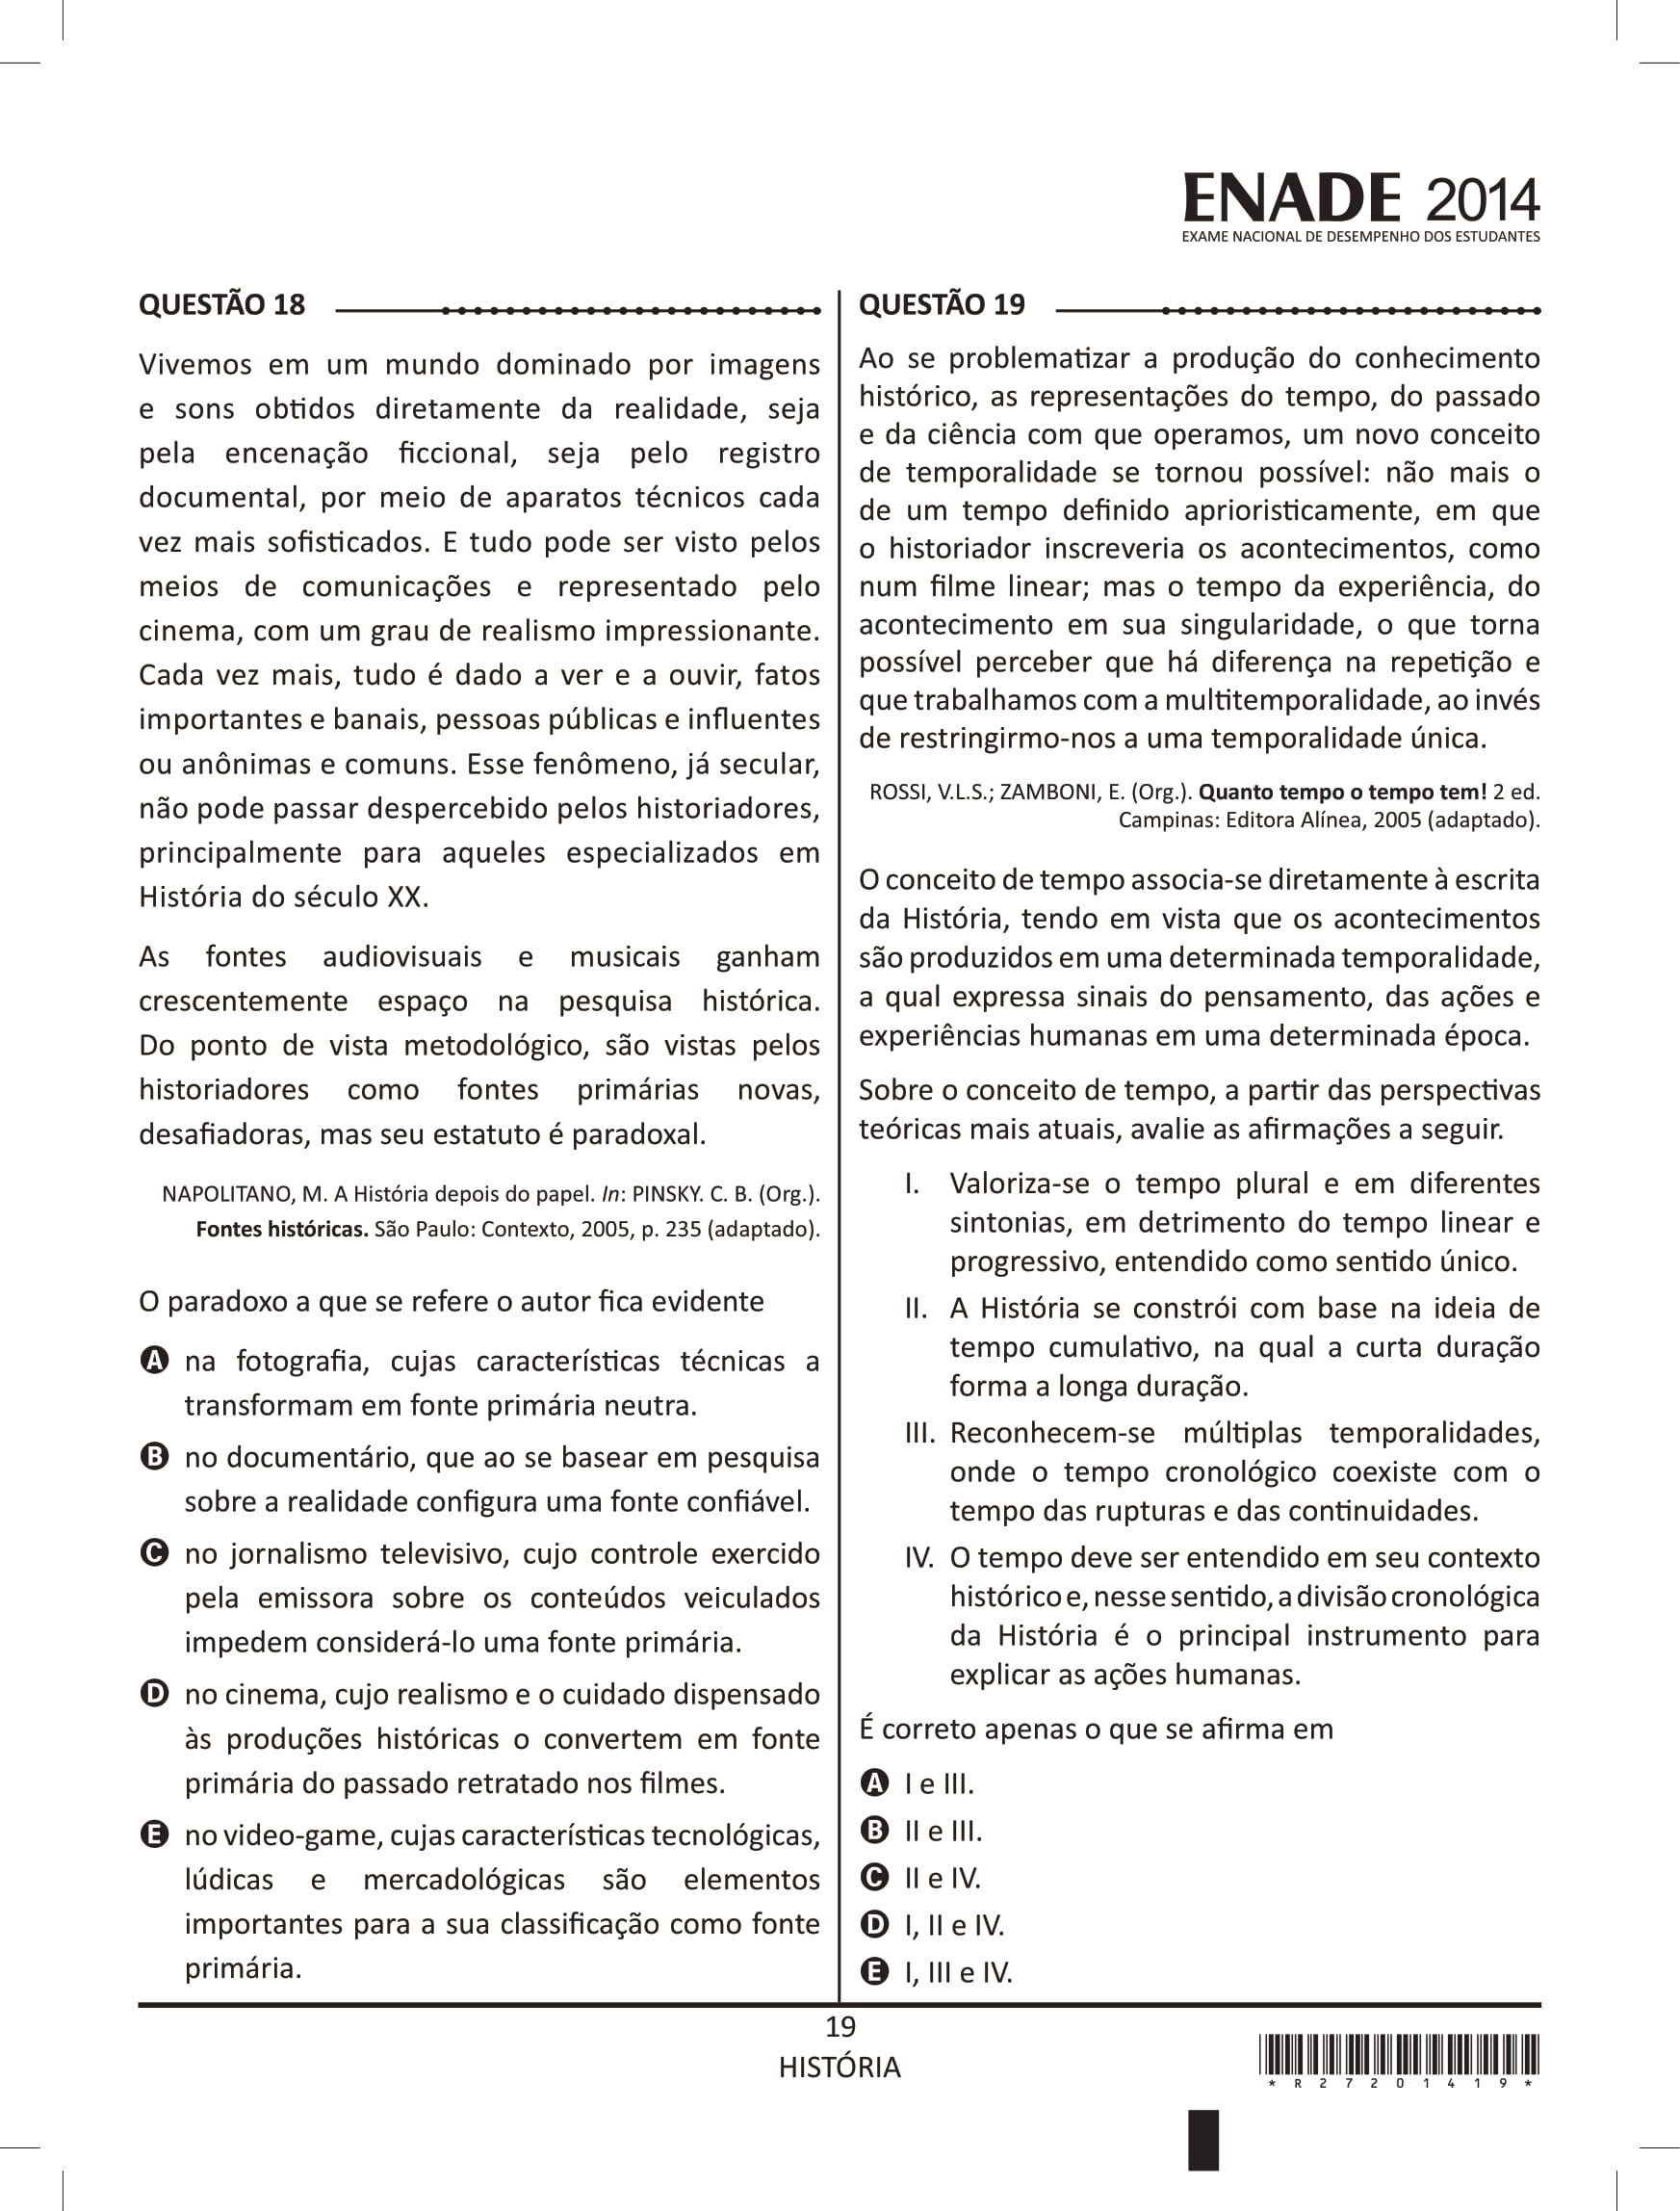 ENADE 2014
EXAME NACIONAL DE DESEMPENHO DOS ESTUDANTES
QUESTÃO 18
Vivemos em um mundo dominado por imagens
e sons obtidos diretamente da realidade, seja
pela encenação ficcional, seja pelo registro
documental, por meio de aparatos técnicos cada
vez mais sofisticados. E tudo pode ser visto pelos
meios de comunicações e representado pelo
cinema, com um grau de realismo impressionante.
Cada vez mais, tudo é dado a ver e a ouvir, fatos
importantes e banais, pessoas públicas e influentes
ou anônimas e comuns. Esse fenômeno, já secular,
não pode passar despercebido pelos historiadores,
principalmente para aqueles especializados em
História do século XX.
As fontes audiovisuais e musicais ganham
crescentemente espaço na pesquisa histórica.
Do ponto de vista metodológico, são vistas pelos
historiadores como fontes primárias novas,
desafiadoras, mas seu estatuto é paradoxal.
NAPOLITANO, M. A História depois do papel. In: PINSKY. C. B. (Org.).
Fontes históricas. São Paulo: Contexto, 2005, p. 235 (adaptado).
O paradoxo a que se refere o autor fica evidente
A na fotografia, cujas características técnicas a
transformam em fonte primária neutra.
B no documentário, que ao se basear em pesquisa
sobre a realidade configura uma fonte confiável.
C no jornalismo televisivo, cujo controle exercido
pela emissora sobre os conteúdos veiculados
impedem considerá-lo uma fonte primária.
D no cinema, cujo realismo e o cuidado dispensado
às produções históricas o convertem em fonte
primária do passado retratado nos filmes.
E no video-game, cujas características tecnológicas,
lúdicas e mercadológicas são elementos
importantes para a sua classificação como fonte
primária.
QUESTÃO 19
Ao se problematizar a produção do conhecimento
histórico, as representações do tempo, do passado
e da ciência com que operamos, um novo conceito
de temporalidade se tornou possível: não mais o
de um tempo definido aprioristicamente, em que
o historiador inscreveria os acontecimentos, como
num filme linear; mas o tempo da experiência, do
acontecimento em sua singularidade, o que torna
possível perceber que há diferença na repetição e
que trabalhamos com a multitemporalidade, ao invés
de restringirmo-nos a uma temporalidade única.
ROSSI, V.L.S.; ZAMBONI, E. (Org.). Quanto tempo o tempo tem! 2 ed.
Campinas: Editora Alínea, 2005 (adaptado).
O conceito de tempo associa-se diretamente à escrita
da História, tendo em vista que os acontecimentos
são produzidos em uma determinada temporalidade,
a qual expressa sinais do pensamento, das ações e
experiências humanas em uma determinada época.
Sobre o conceito de tempo, a partir das perspectivas
teóricas mais atuais, avalie as afirmações a seguir.
I. Valoriza-se o tempo plural e em diferentes
sintonias, em detrimento do tempo linear e
progressivo, entendido como sentido único.
II. A História se constrói com base na ideia de
tempo cumulativo, na qual a curta duração
forma a longa duração.
III. Reconhecem-se múltiplas temporalidades,
onde o tempo cronológico coexiste com o
tempo das rupturas e das continuidades.
IV. O tempo deve ser entendido em seu contexto
histórico e, nesse sentido, a divisão cronológica
da História é o principal instrumento para
explicar as ações humanas.
É correto apenas o que se afirma em
A I e III.
B II e III.
C II e IV.
D I, II e IV.
E I, III e IV.
19
HISTÓRIA
* R 2 7 2 0 1 4 1 9 *